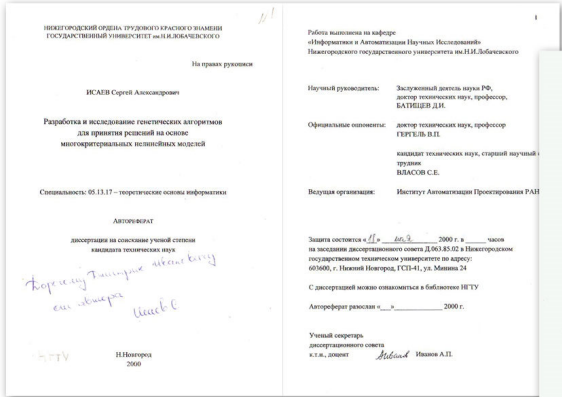 НИЖЕГОРОДСКИЙ ОРДЕНА ТРУДОВОГО КРАСНОГО ЗНАМЕНИ
ГОСУДАРСТВЕННЫЙ УНИВЕРСИТЕТ им.Н.И.ЛОБАЧЕВСКОГО
На правах рукописи
ИСАЕВ Сергей Александрович
Разработка и исследование генетических алгоритмов
для принятия решений на основе
многокритериальных нелинейных моделей
Специальность: 05.13.17 – теоретические основы информатики
АВТОРЕФЕРАТ
диссертации на соискание ученой степени
кандидата технических наук
от автора
Н.Новгород
2000
1
Работа выполнена на кафедре
«Информатики и Автоматизации Научных Исследований»
Нижегородского государственного университета им.Н.И.Лобачевского
Научный руководитель: Заслуженный деятель науки РФ,
доктор технических наук, профессор,
БАТИЩЕВ Д.И.
Официальные оппоненты: доктор технических наук, профессор
ГЕРГЕЛЬ В.П.
кандидат технических наук, старший научный
трудник
ВЛАСОВ С.Е.
Ведущая организация: Институт Автоматизации Проектирования РАН
Защита состоится « » 2000 г. в ______ часов
на заседании диссертационного совета Д.063.85.02 в Нижегородском
государственном техническом университете по адресу:
603600, г. Нижний Новгород, ГСП-41, ул. Минина 24
С диссертацией можно ознакомиться в библиотеке НГТУ
Автореферат разослан «___»______________ 2000 г.
Ученый секретарь
диссертационного совета
к.т.н., доцент Иванов А.П.